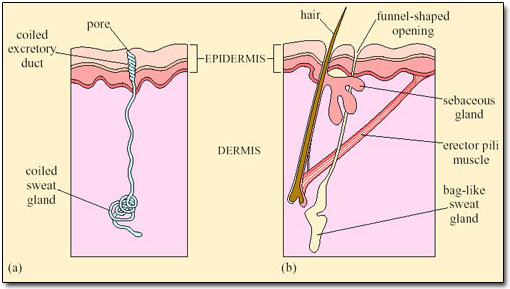 pore
coiled
excretory
duct
EPIDERMIS
DERMIS
coiled
sweat
gland
(a)
hair
funnel-shaped
opening
sebaceous
gland
erector pili
muscle
bag-like
sweat
gland
(b)